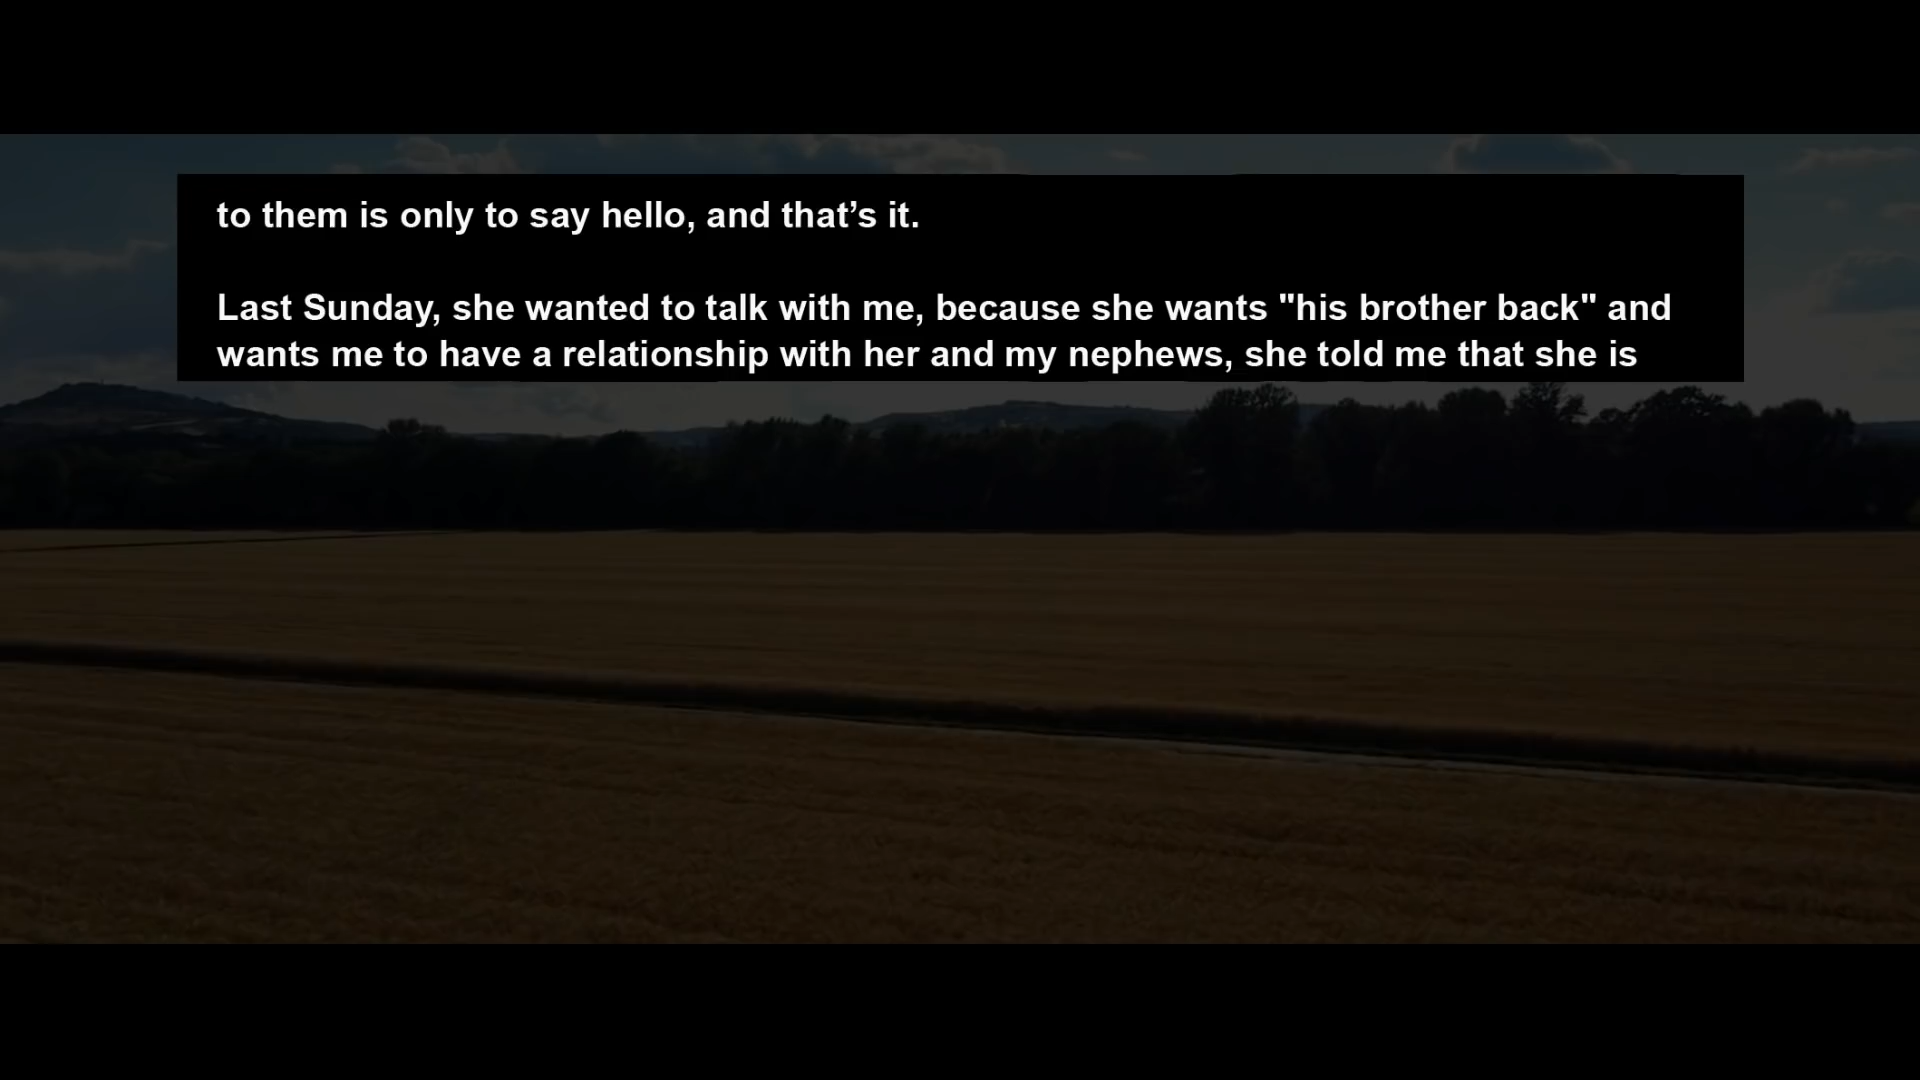 to them is only to say hello, and that’s it.
Last Sunday, she wanted to talk with me, because she wants "his brother back" and
wants me to have a relationship with her and my nephews, she told me that she is